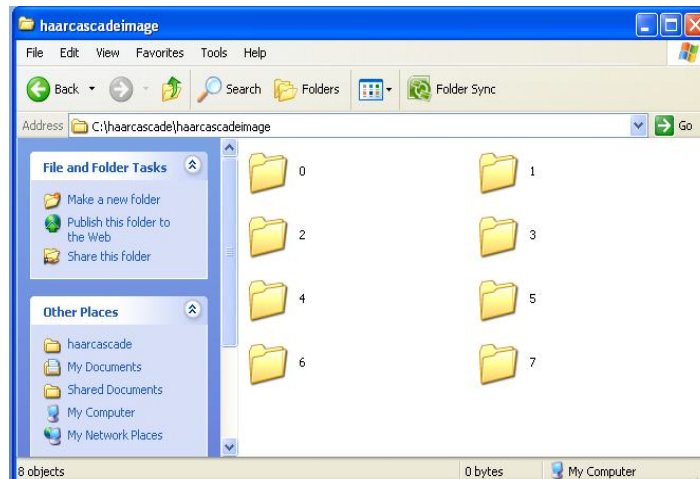 haarcascadeimage
File Edit View Favorites Tools Help
Back Search Folders Folder Sync
Address C:\haarcascade\haarcascadeimage Go
File and Folder Tasks
Make a new folder
Publish this folder to
the Web
Share this folder
Other Places
haarcascade
My Documents
Shared Documents
My Computer
My Network Places
0 1
2 3
4 5
6 7
8 objects 0 bytes My Computer